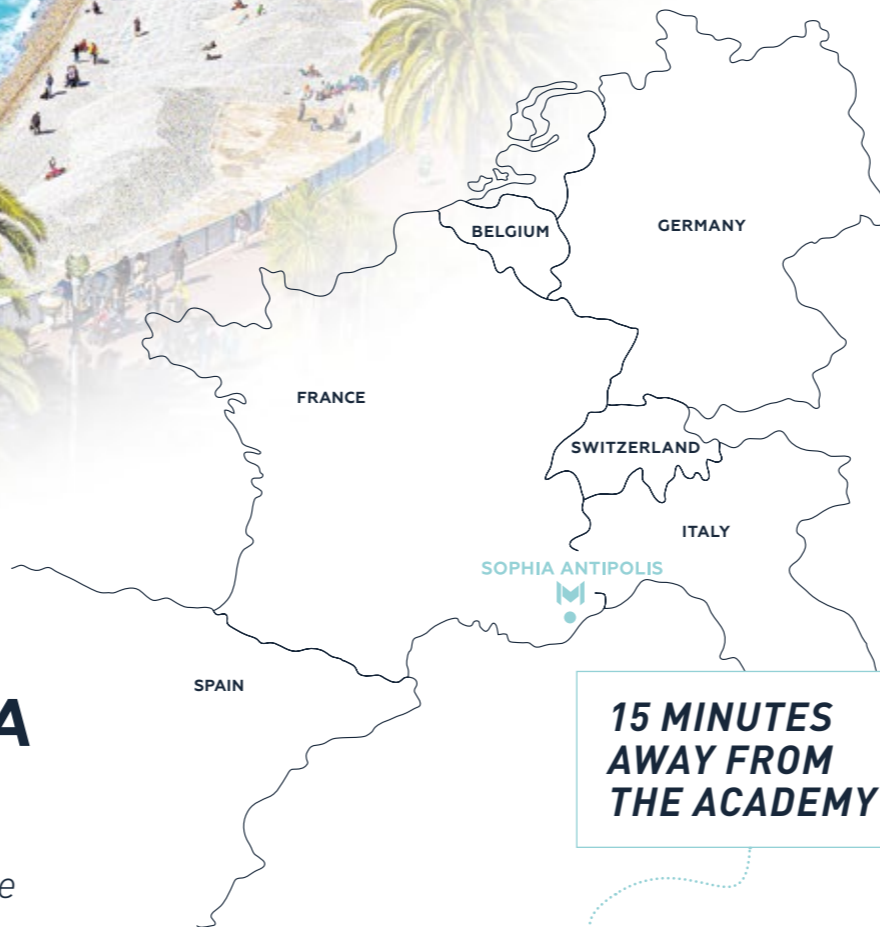 BELGIUM
GERMANY
FRANCE
SWITZERLAND
ITALY
SOPHIA ANTIPOLIS
SPAIN
A
15 MINUTES
AWAY FROM
THE ACADEMY
e